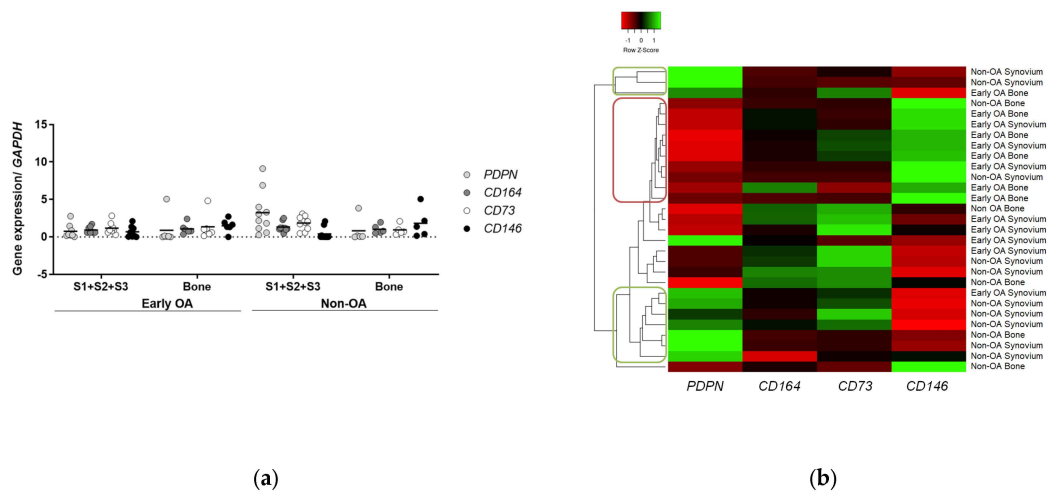 Gene expression/ GAPDH
15
10
5
0
-5
S1+S2+S3
Bone
S1+S2+S3
Bone
Early OA
Non-OA
PDPN
CD164
CD73
CD146
(a)
-1 0 1
Row Z-Score
Non-OA Synovium
Non-OA Synovium
Early OA Bone
Non-OA Bone
Early OA Bone
Early OA Synovium
Early OA Bone
Early OA Synovium
Early OA Bone
Early OA Synovium
Non-OA Synovium
Early OA Bone
Early OA Bone
Non OA Bone
Early OA Synovium
Early OA Synovium
Early OA Synovium
Early OA Synovium
Non-OA Synovium
Non-OA Synovium
Non-OA Bone
Early OA Synovium
Non-OA Synovium
Non-OA Synovium
Non-OA Synovium
Non-OA Bone
Non-OA Synovium
Non-OA Synovium
Non-OA Bone
PDPN CD164 CD73 CD146
(b)